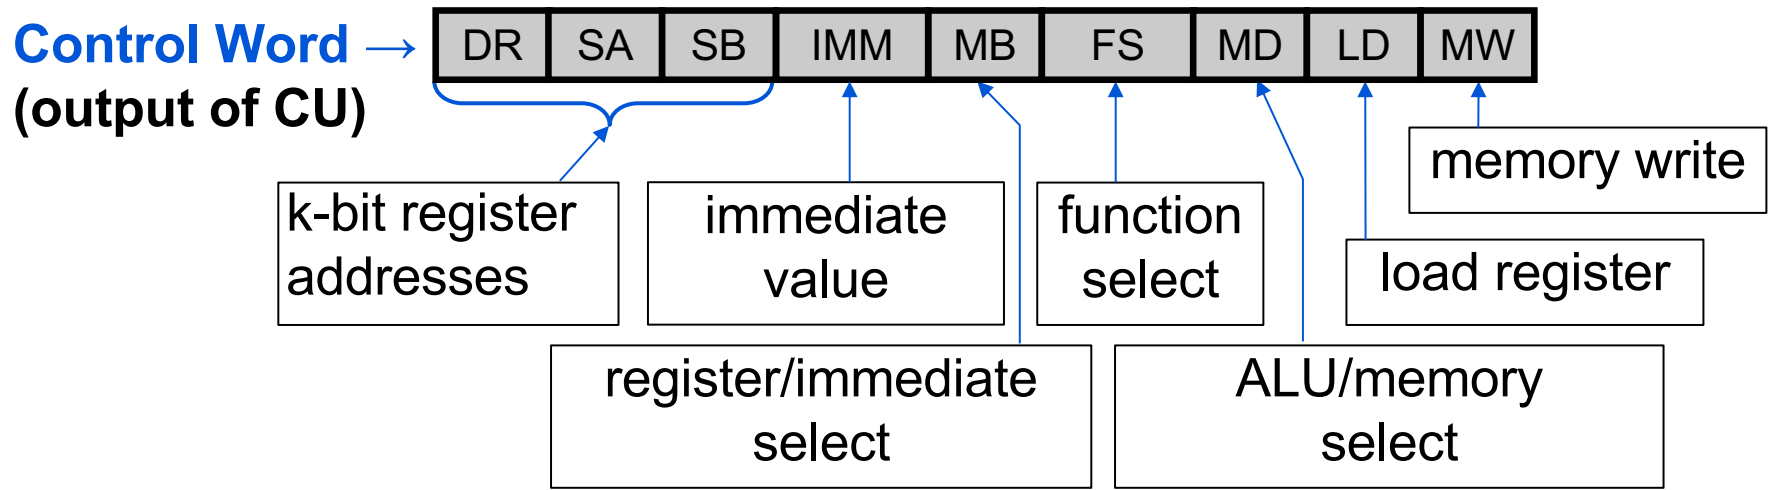 Control Word → DR SA SB IMM MB FS MD LD MW
(output of CU)
memory write
k-bit register
addresses
immediate
value
function
select
load register
register/immediate
select
ALU/memory
select